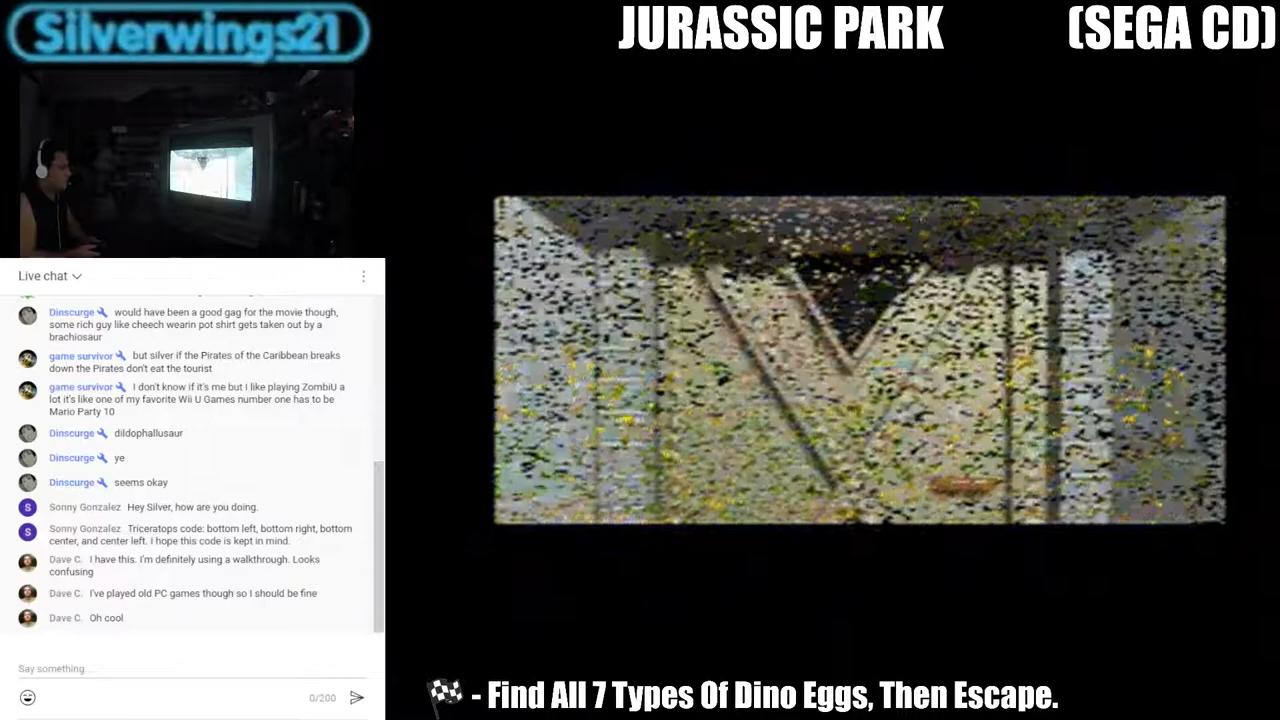 Silverwings21
JURASSIC PARK (SEGA CD)
Live chat
Dinscurge would have been a good gag for the movie though,
some rich guy like cheech wearin pot shirt gets taken out by a
brachiosaur
game survivor but silver if the Pirates of the Caribbean breaks
down the Pirates don't eat the tourist
game survivor I don't know if it's me but I like playing ZombiU a
lot it's like one of my favorite Wii U Games number one has to be
Mario Party 10
Dinscurge dildophallusaur
Dinscurge ye
Dinscurge seems okay
S Sonny Gonzalez Hey Silver, how are you doing.
S Sonny Gonzalez Triceratops code: bottom left, bottom right, bottom
center, and center left. I hope this code is kept in mind.
Dave C. I have this. I'm definitely using a walkthrough. Looks
confusing
Dave C. I've played old PC games though so I should be fine
Dave C. Oh cool
Say something...
0/200
- Find All 7 Types Of Dino Eggs, Then Escape.